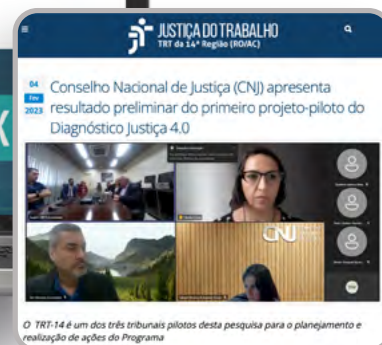 JUSTIÇA DO TRABALHO
TRT da 14ª Região (RO/AC)
04
Fev
2023
Conselho Nacional de Justiça (CNJ) apresenta
resultado preliminar do primeiro projeto-piloto do
Diagnóstico Justiça 4.0
CNJ
O TRT-14 é um dos três tribunais pilotos desta pesquisa para o planejamento e
realização de ações do Programa